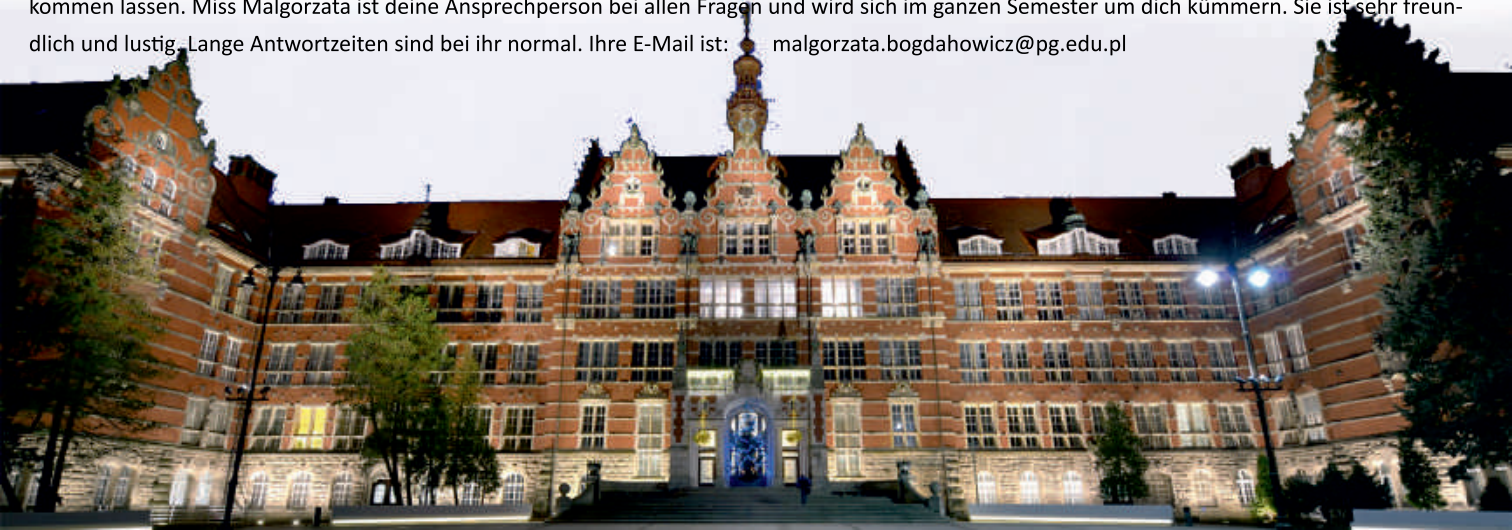 kommen lassen. Miss Malgorzata ist deine Ansprechperson bei allen Fragen und wird sich im ganzen Semester um dich kümmern. Sie ist sehr freun-
dlich und lustig. Lange Antwortzeiten sind bei ihr normal. Ihre E-Mail ist: malgorzata.bogdahowicz@pg.edu.pl